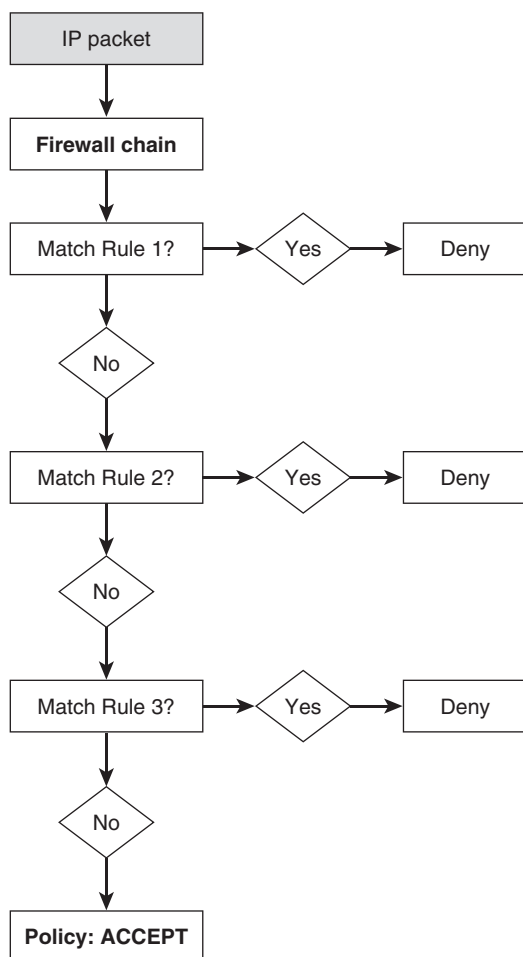 IP packet
Firewall chain
Match Rule 1?
Yes
Deny
No
Match Rule 2?
Yes
Deny
No
Match Rule 3?
Yes
Deny
No
Policy: ACCEPT